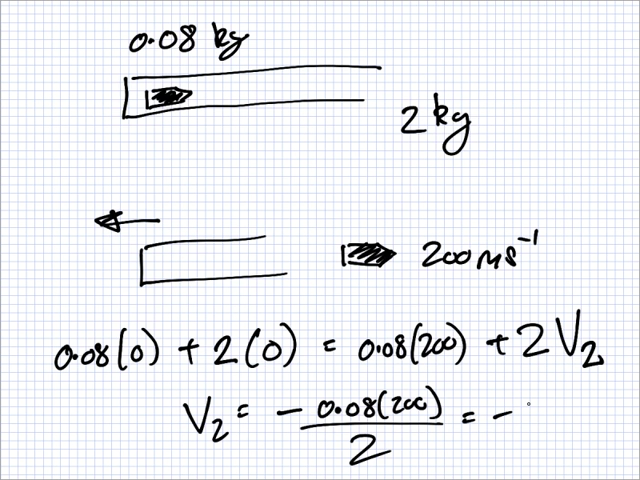 0.08 kg
2 kg
200 ms⁻¹
0.08(0) + 2(0) = 0.08(200) + 2V₂
V₂ = - 0.08(200)/2 = -